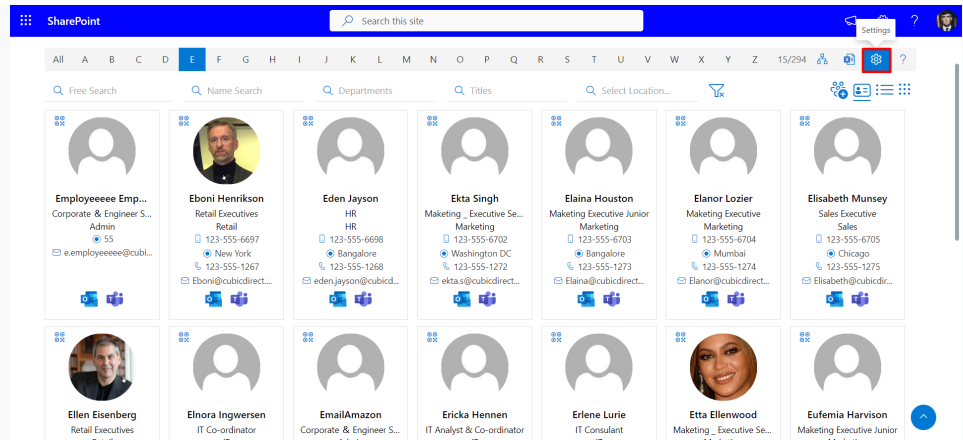 SharePoint
Search this site
?
Settings
All A B C D E F G H I J K L M N O P Q R S T U V W X Y Z 15/294 ?
Free Search Name Search Departments Titles Select Location...
Employeeeee Emp... Eboni Henrikson Eden Jayson Ekta Singh Elaina Houston Elanor Lozier Elisabeth Munsey
Corporate & Engineer S... Retail Executives HR Maketing _ Executive Se... Maketing Executive Junior Maketing Executive Sales Executive
Admin Retail HR Marketing Marketing Marketing Sales
55 123-555-6697 123-555-6698 123-555-6702 123-555-6703 123-555-6704 123-555-6705
e.employeeeee@cubi... New York Bangalore Washington DC Bangalore Mumbai Chicago
123-555-1267 123-555-1268 123-555-1272 123-555-1273 123-555-1274 123-555-1275
Eboni@cubicdirect.... eden.jayson@cubicd... ekta.s@cubicdirect.... Elaina@cubicdirect... Elanor@cubicdirect... Elisabeth@cubicdir...
Ellen Eisenberg Elnora Ingwersen EmailAmazon Ericka Hennen Erlene Lurie Etta Ellenwood Eufemia Harvison
Retail Executives IT Co-ordinator Corporate & Engineer S... IT Analyst & Co-ordinator IT Consulant Maketing _ Executive Se... Maketing Executive Junior